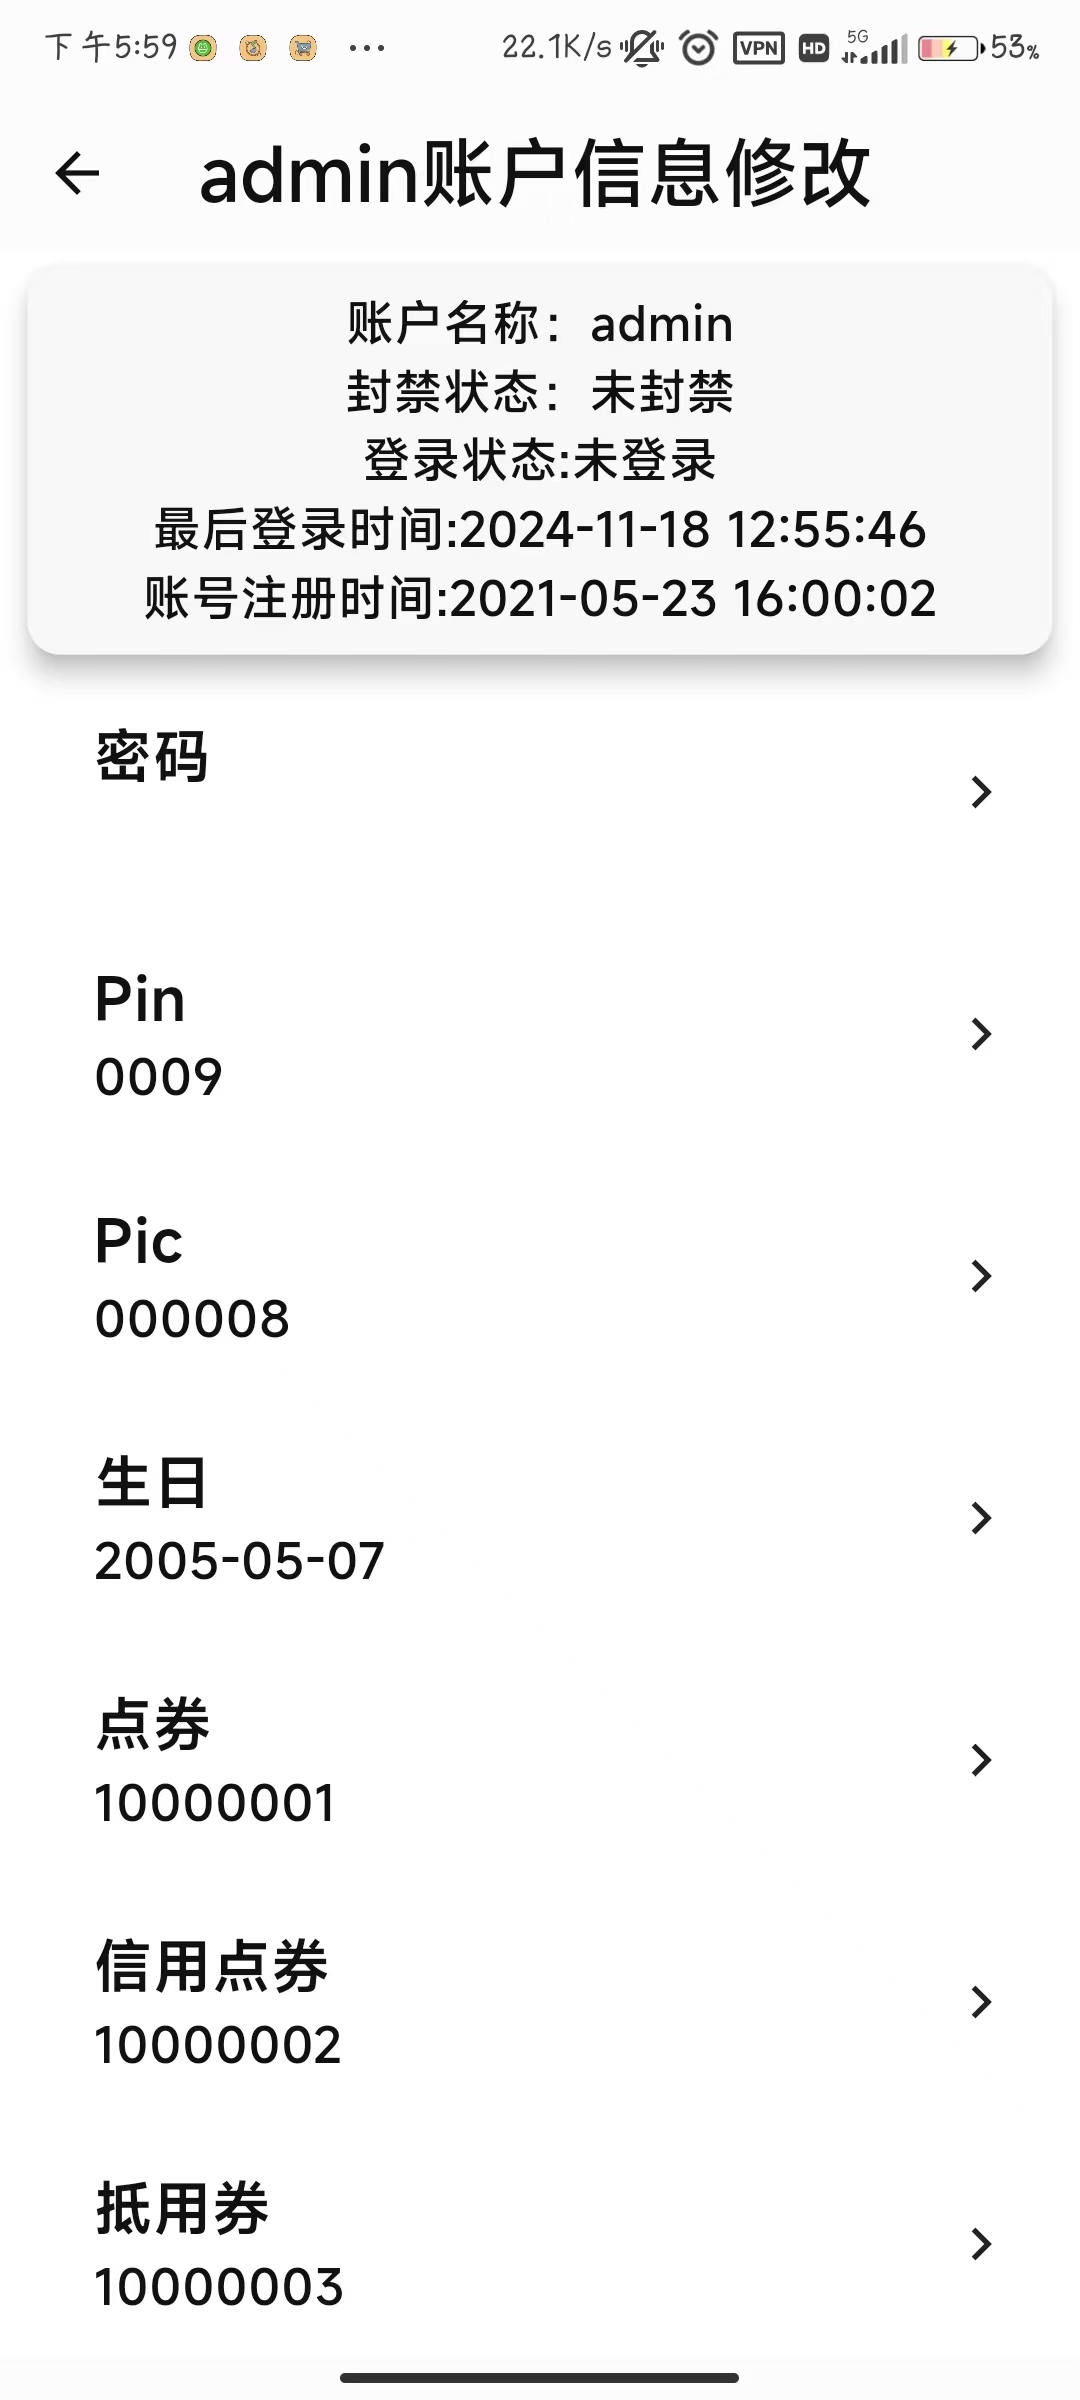 下午5:59 22.1K/s VPN HD 5G 53%
admin账户信息修改
账户名称：admin
封禁状态：未封禁
登录状态:未登录
最后登录时间:2024-11-18 12:55:46
账号注册时间:2021-05-23 16:00:02
密码
Pin
0009
Pic
000008
生日
2005-05-07
点券
10000001
信用点券
10000002
抵用券
10000003